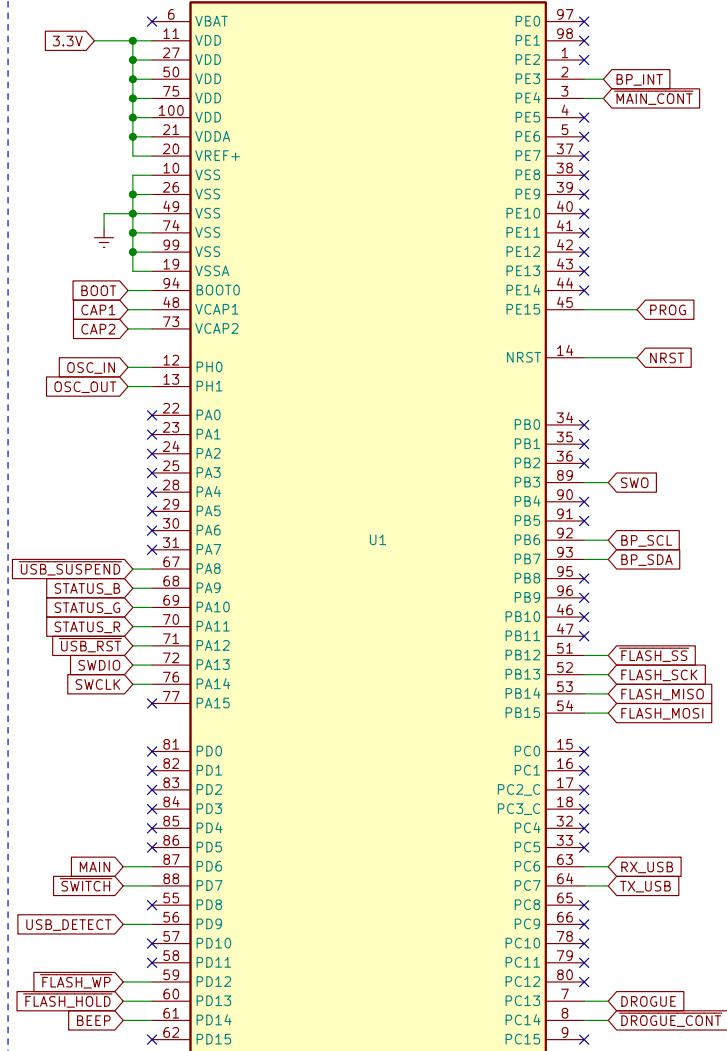 6 VBAT PE0 97
3.3V 11 VDD PE1 98
27 VDD PE2 1
50 VDD PE3 2 BP_INT
75 VDD PE4 3 MAIN_CONT
100 VDD PE5 4
21 VDDA PE6 5
20 VREF+ PE7 37
10 VSS PE8 38
26 VSS PE9 39
49 VSS PE10 40
74 VSS PE11 41
99 VSS PE12 42
19 VSSA PE13 43
BOOT 94 BOOT0 PE14 44
CAP1 48 VCAP1 PE15 45 PROG
CAP2 73 VCAP2
NRST 14 NRST
OSC_IN 12 PH0
OSC_OUT 13 PH1
22 PA0 PB0 34
23 PA1 PB1 35
24 PA2 PB2 36
25 PA3 PB3 89 SWO
28 PA4 PB4 90
29 PA5 PB5 91
30 PA6 U1 PB6 92 BP_SCL
31 PA7 PB7 93 BP_SDA
USB_SUSPEND 67 PA8 PB8 95
STATUS_B 68 PA9 PB9 96
STATUS_G 69 PA10 PB10 46
STATUS_R 70 PA11 PB11 47
USB_RST 71 PA12 PB12 51 FLASH_SS
SWDIO 72 PA13 PB13 52 FLASH_SCK
SWCLK 76 PA14 PB14 53 FLASH_MISO
77 PA15 PB15 54 FLASH_MOSI
81 PD0 PC0 15
82 PD1 PC1 16
83 PD2 PC2_C 17
84 PD3 PC3_C 18
85 PD4 PC4 32
86 PD5 PC5 33
MAIN 87 PD6 PC6 63 RX_USB
SWITCH 88 PD7 PC7 64 TX_USB
55 PD8 PC8 65
USB_DETECT 56 PD9 PC9 66
57 PD10 PC10 78
58 PD11 PC11 79
FLASH_WP 59 PD12 PC12 80
FLASH_HOLD 60 PD13 PC13 7 DROGUE
BEEP 61 PD14 PC14 8 DROGUE_CONT
62 PD15 PC15 9